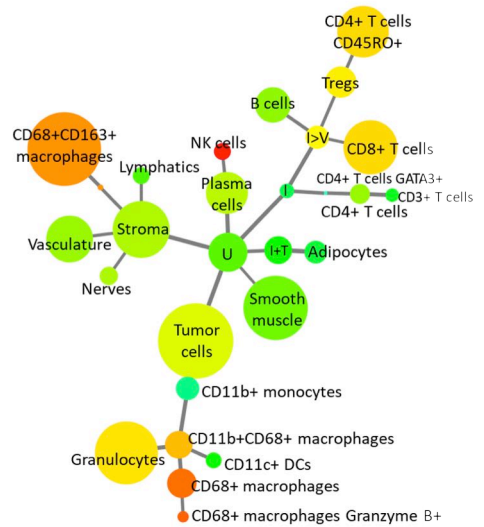 CD4+ T cells
CD45RO+
Tregs
B cells
I>V
CD8+ T cells
CD68+CD163+
macrophages
NK cells
Lymphatics
Plasma
cells
I
CD4+ T cells GATA3+
CD3+ T cells
CD4+ T cells
Stroma
Vasculature
U
I+T
Adipocytes
Nerves
Smooth
muscle
Tumor
cells
CD11b+ monocytes
CD11b+CD68+ macrophages
Granulocytes
CD11c+ DCs
CD68+ macrophages
CD68+ macrophages Granzyme B+